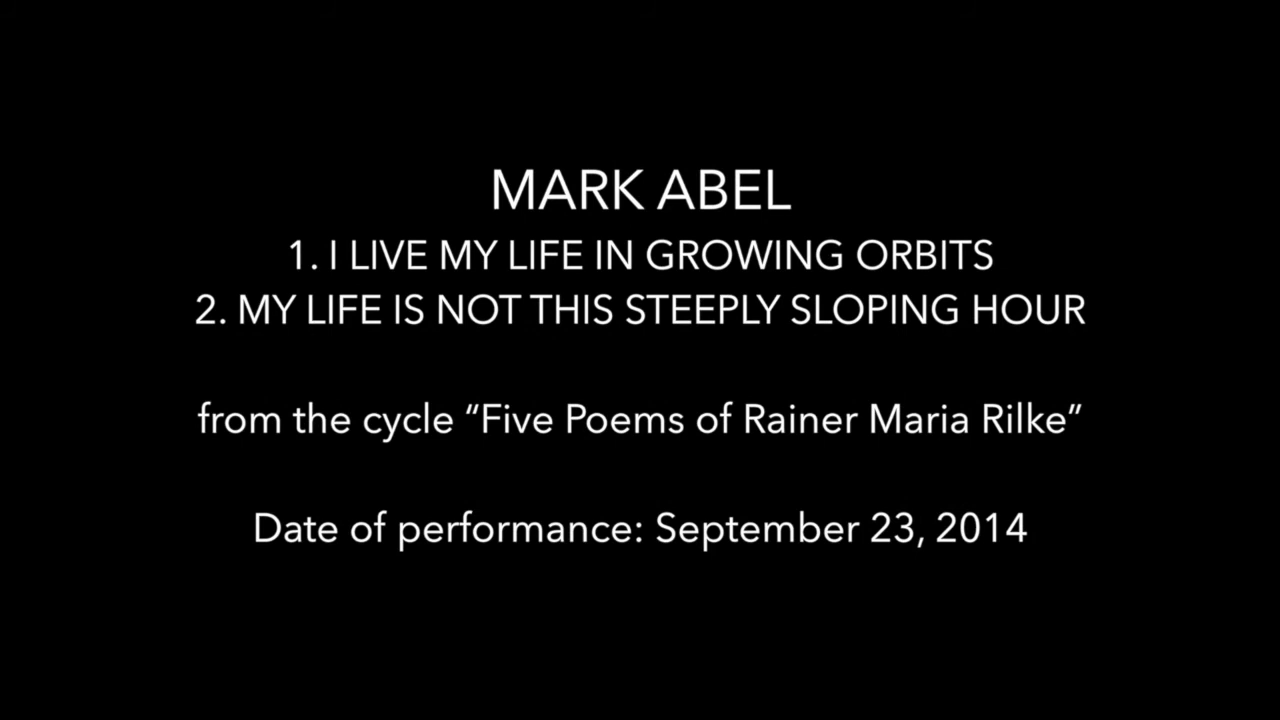 MARK ABEL
1. I LIVE MY LIFE IN GROWING ORBITS
2. MY LIFE IS NOT THIS STEEPLY SLOPING HOUR
from the cycle “Five Poems of Rainer Maria Rilke”
Date of performance: September 23, 2014